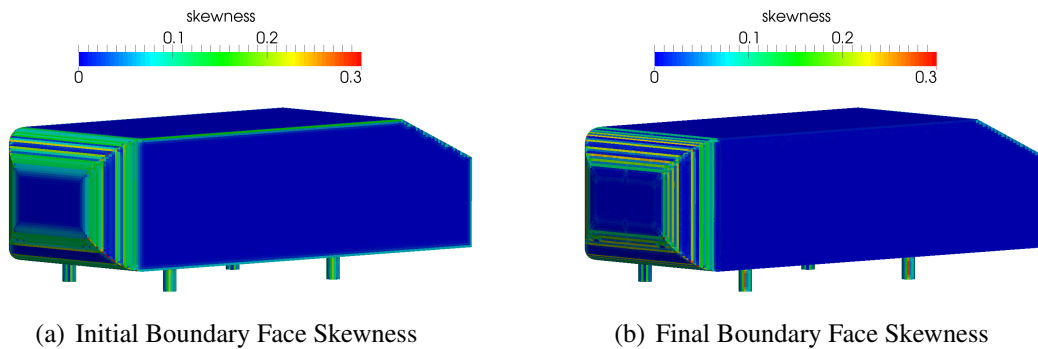 skewness
0.1 0.2
0 0.3
skewness
0.1 0.2
0 0.3
(a) Initial Boundary Face Skewness
(b) Final Boundary Face Skewness